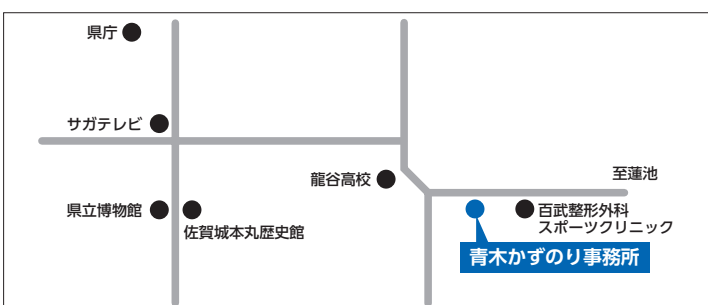 県庁
サガテレビ
龍谷高校
至蓮池
県立博物館
佐賀城本丸歴史館
百武整形外科
スポーツクリニック
青木かずのり事務所